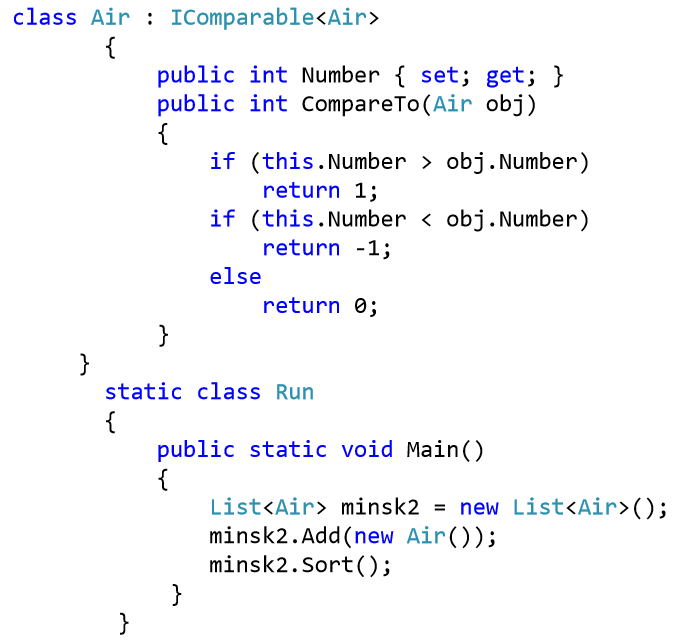 class Air : IComparable<Air>
{
public int Number { set; get; }
public int CompareTo(Air obj)
{
if (this.Number > obj.Number)
return 1;
if (this.Number < obj.Number)
return -1;
else
return 0;
}
}
static class Run
{
public static void Main()
{
List<Air> minsk2 = new List<Air>();
minsk2.Add(new Air());
minsk2.Sort();
}
}